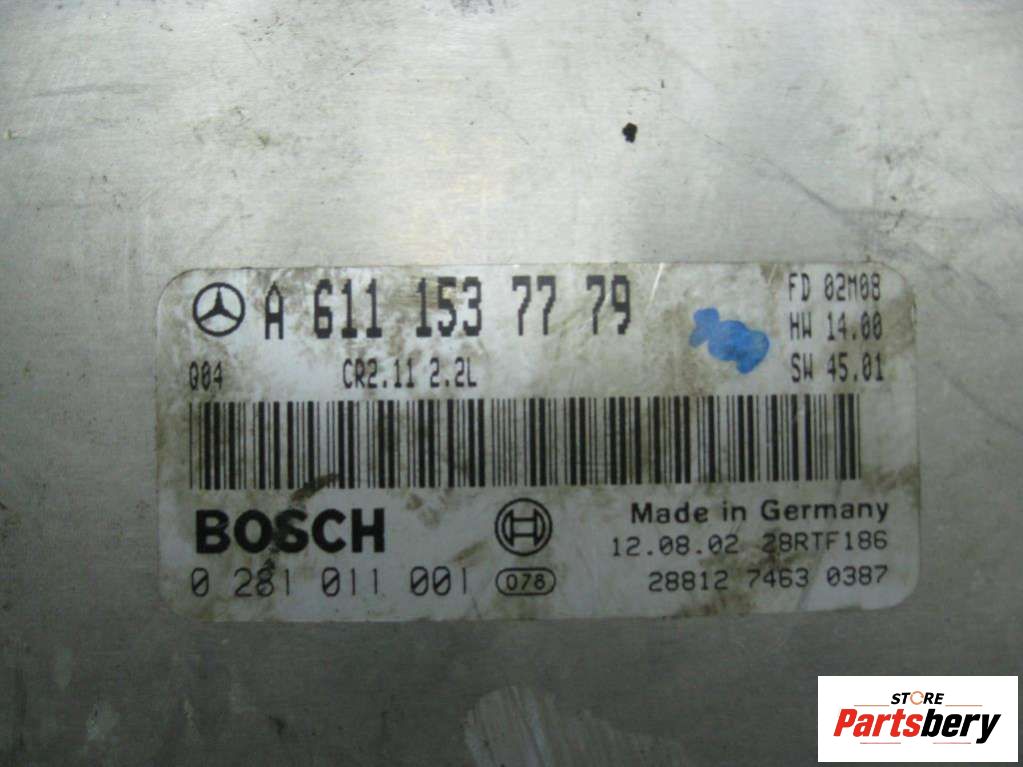 A 611 153 77 79
FD 02M08
HW 14.00
SW 45.01
Q04 CR2.11 2.2L
BOSCH
Made in Germany
12.08.02 28RTF186
0 281 011 001 078
28812 7463 0387
STORE
Partsbery